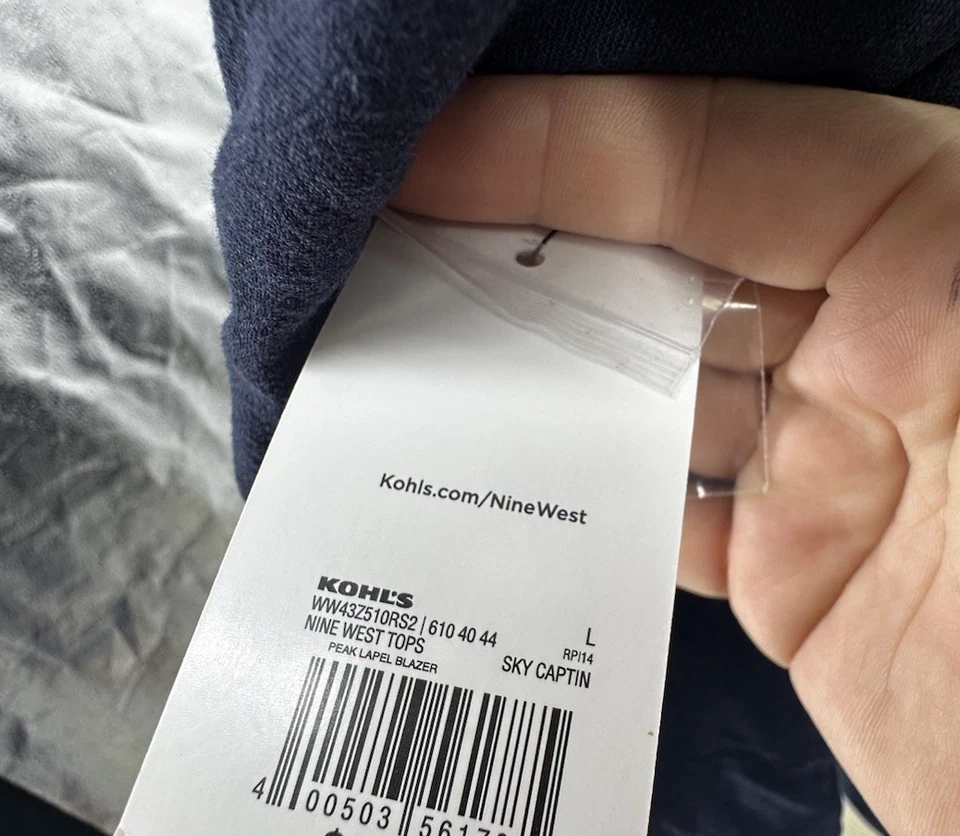 Kohls.com/NineWest
KOHL'S
WW43Z510RS2 | 610 40 44 L
NINE WEST TOPS RPI14
PEAK LAPEL BLAZER SKY CAPTIN
4 00503